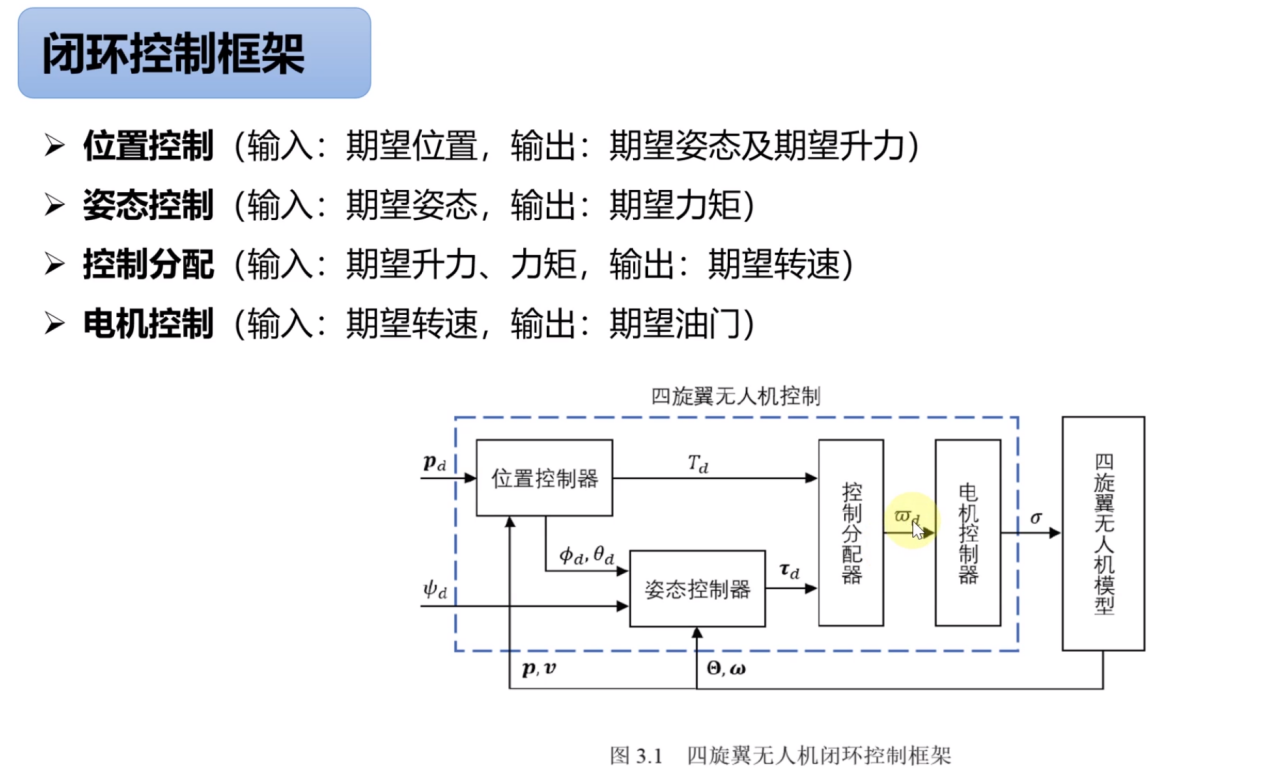 闭环控制框架
➢ 位置控制（输入：期望位置，输出：期望姿态及期望升力）
➢ 姿态控制（输入：期望姿态，输出：期望力矩）
➢ 控制分配（输入：期望升力、力矩，输出：期望转速）
➢ 电机控制（输入：期望转速，输出：期望油门）
四旋翼无人机控制
p_d
位置控制器
T_d
控制分配器
ϖ_d
电机控制器
σ
四旋翼无人机模型
ϕ_d, θ_d
ψ_d
姿态控制器
τ_d
p, v
Θ, ω
图 3.1 四旋翼无人机闭环控制框架